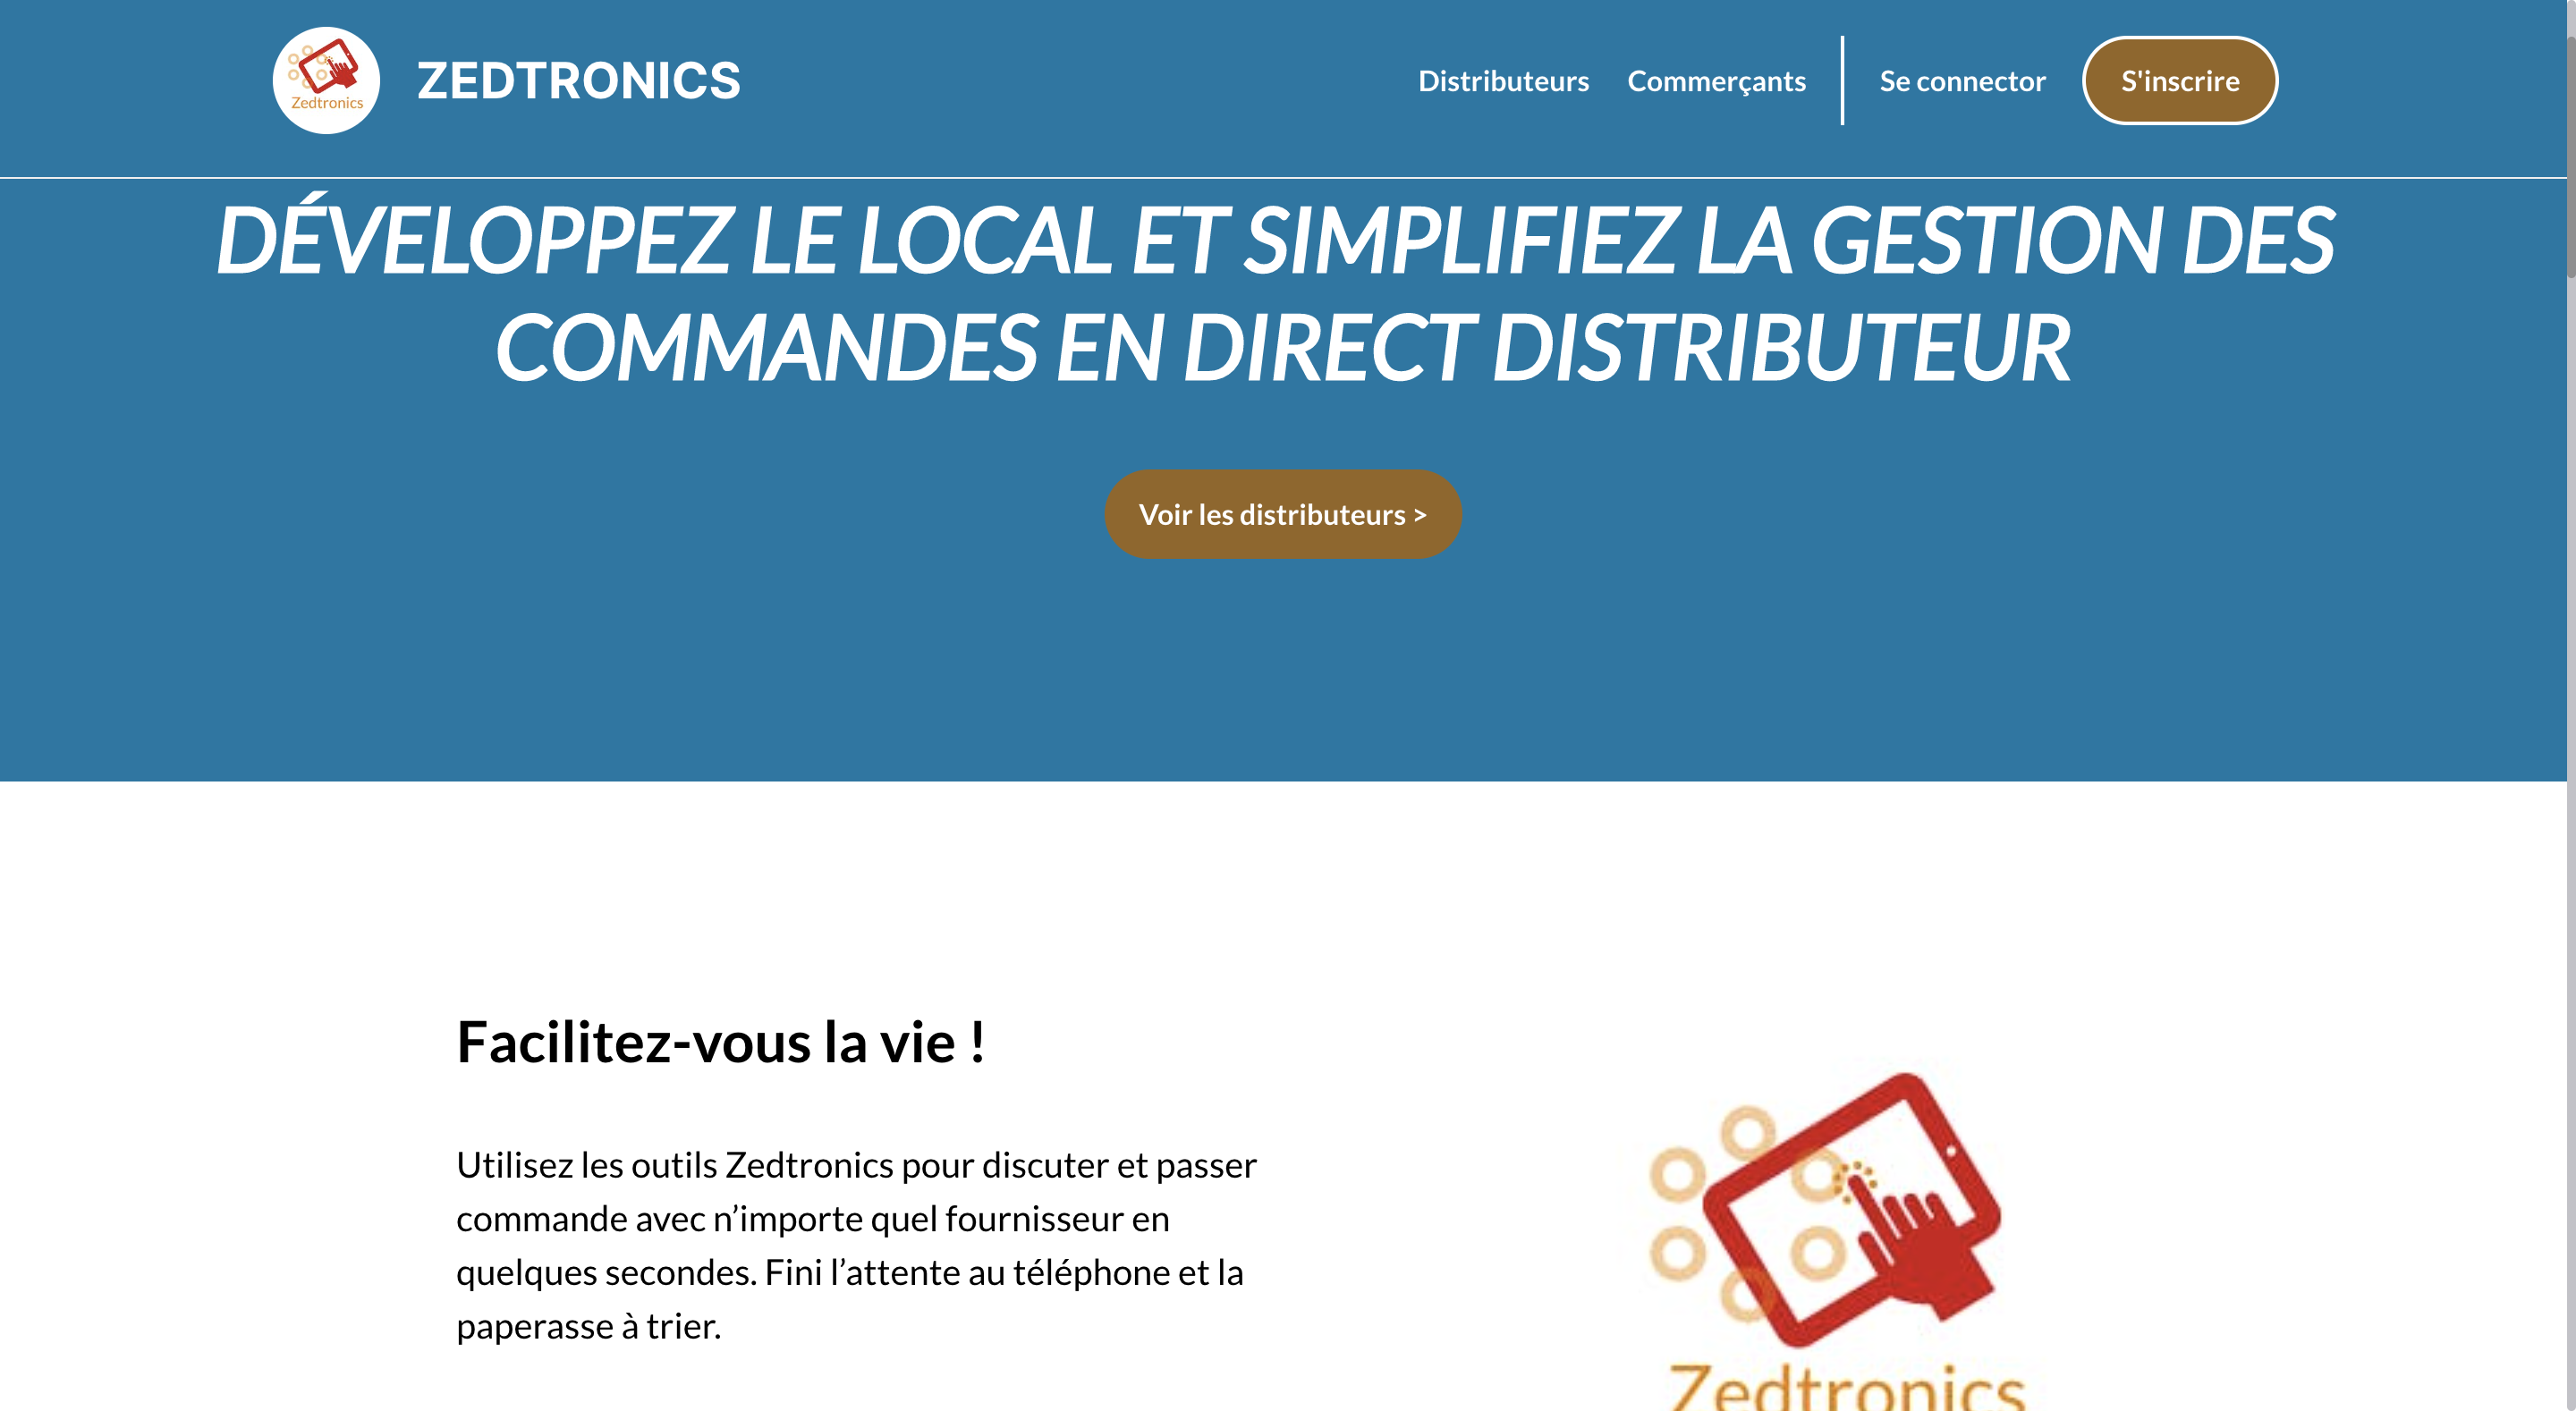 Zedtronics
ZEDTRONICS
Distributeurs
Commerçants
Se connector
S'inscrire
DÉVELOPPEZ LE LOCAL ET SIMPLIFIEZ LA GESTION DES
COMMANDES EN DIRECT DISTRIBUTEUR
Voir les distributeurs >
Facilitez-vous la vie !
Utilisez les outils Zedtronics pour discuter et passer
commande avec n’importe quel fournisseur en
quelques secondes. Fini l’attente au téléphone et la
paperasse à trier.
Zedtronics